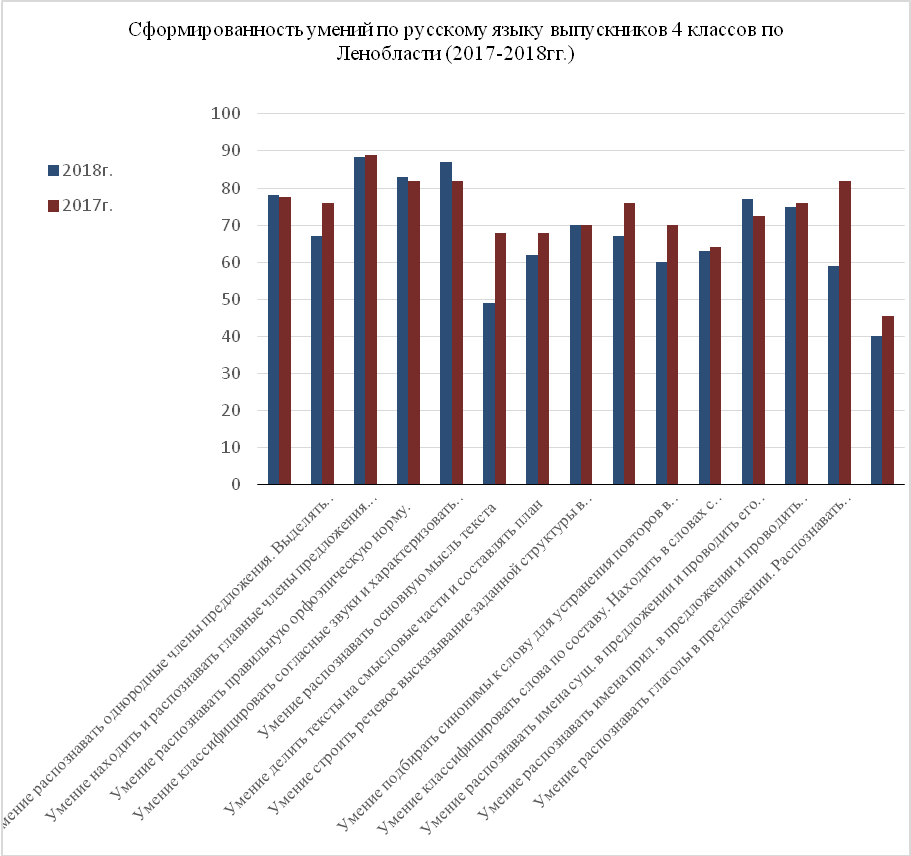 Сформированность умений по русскому языку выпускников 4 классов по
Ленобласти (2017-2018гг.)
100
90
80
70
60
50
40
30
20
10
0
2018г.
2017г.
мение распознавать однородные члены предложения. Выделять..
Умение находить и распознавать главные члены предложения...
Умение распознавать правильную орфоэпическую норму.
Умение классифицировать согласные звуки и характеризовать..
Умение распознавать основную мысль текста
Умение делить тексты на смысловые части и составлять план
Умение строить речевое высказывание заданной структуры в..
Умение подбирать синонимы к слову для устранения повторов в..
Умение классифицировать слова по составу. Находить в словах с..
Умение распознавать имена сущ. в предложении и проводить его..
Умение распознавать имена прил. в предложении и проводить..
Умение распознавать глаголы в предложении. Распознавать..